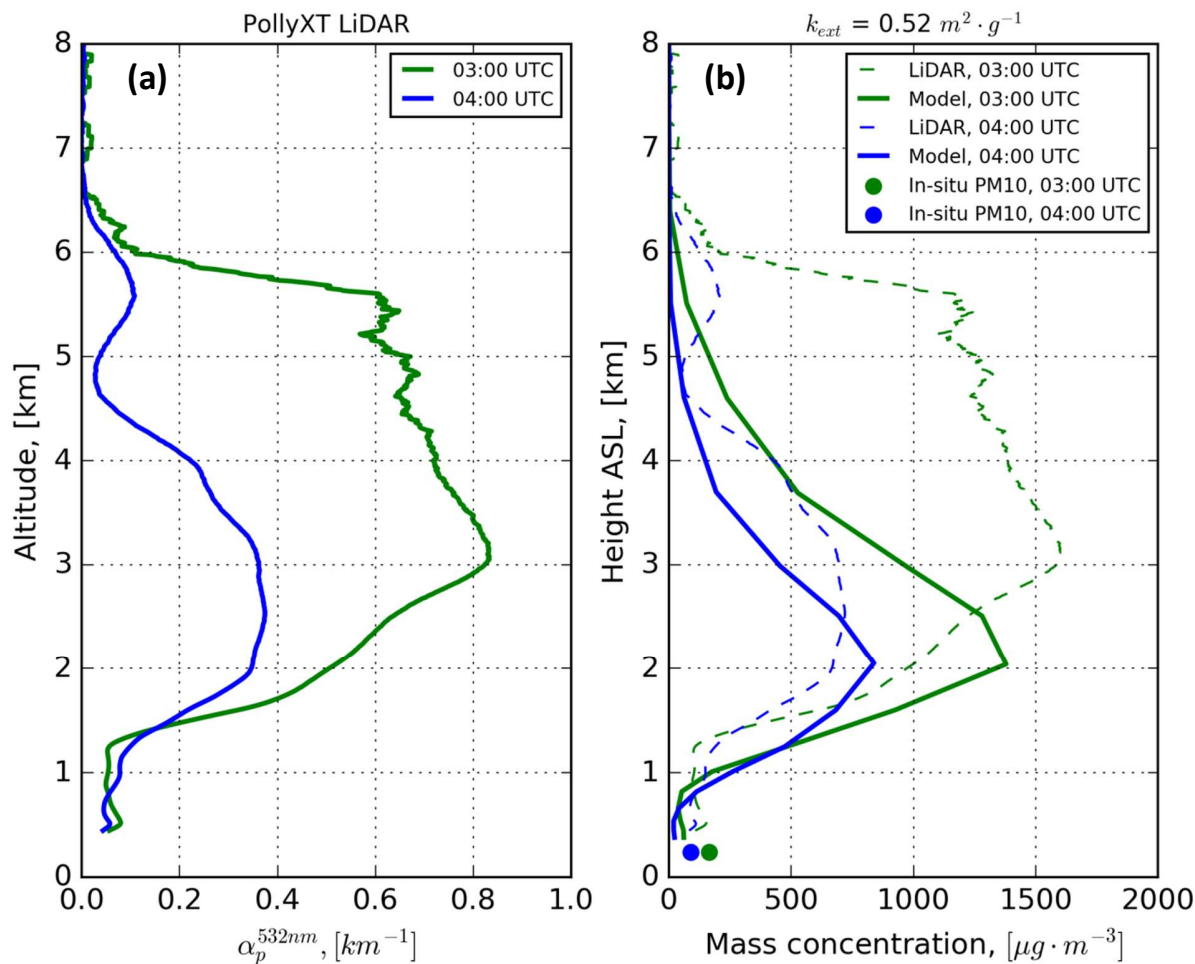 PollyXT LiDAR
(a)
03:00 UTC
04:00 UTC
8
7
6
5
4
3
2
1
0
Altitude, [km]
0.0 0.2 0.4 0.6 0.8 1.0
α_p^{532nm}, [km^{-1}]
k_{ext} = 0.52 m^2 · g^{-1}
(b)
LiDAR, 03:00 UTC
Model, 03:00 UTC
LiDAR, 04:00 UTC
Model, 04:00 UTC
In-situ PM10, 03:00 UTC
In-situ PM10, 04:00 UTC
8
7
6
5
4
3
2
1
0
Height ASL, [km]
0 500 1000 1500 2000
Mass concentration, [μg · m^{-3}]